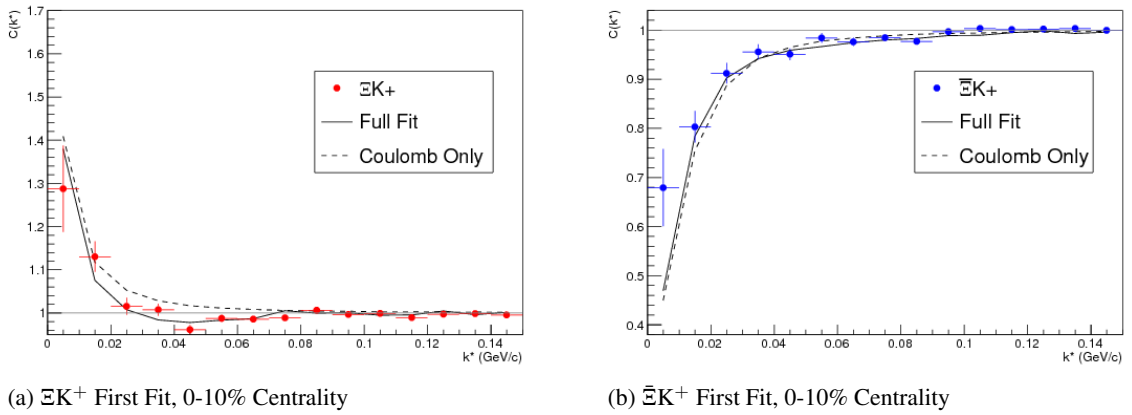 C(k*)
1.7
1.6
1.5
1.4
1.3
1.2
1.1
1
ΞK+
Full Fit
Coulomb Only
0 0.02 0.04 0.06 0.08 0.1 0.12 0.14
k* (GeV/c)
C(k*)
1
0.9
0.8
0.7
0.6
0.5
0.4
Ξ̅K+
Full Fit
Coulomb Only
0 0.02 0.04 0.06 0.08 0.1 0.12 0.14
k* (GeV/c)
(a) ΞK⁺ First Fit, 0-10% Centrality
(b) Ξ̄K⁺ First Fit, 0-10% Centrality